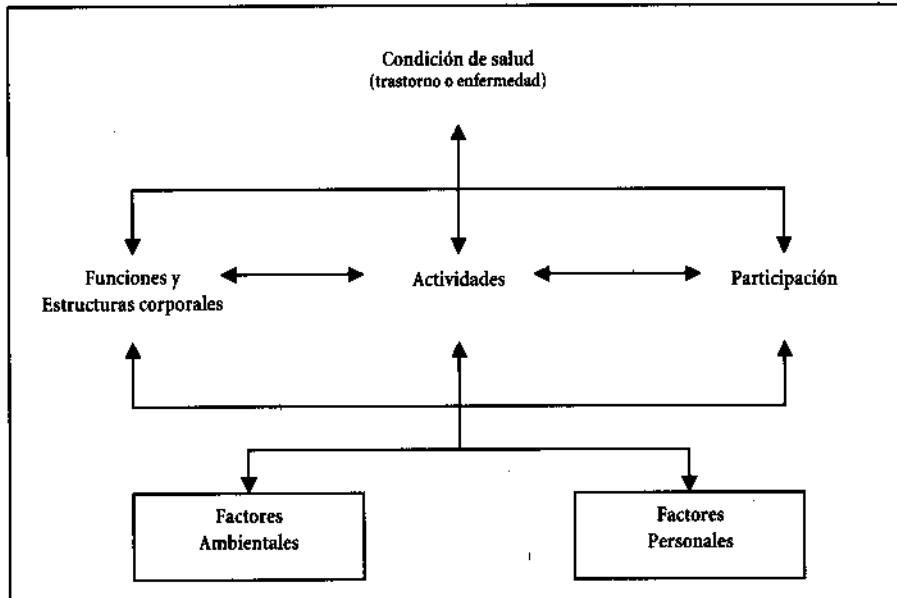 Condición de salud
(trastorno o enfermedad)
Funciones y
Estructuras corporales
Actividades
Participación
Factores
Ambientales
Factores
Personales